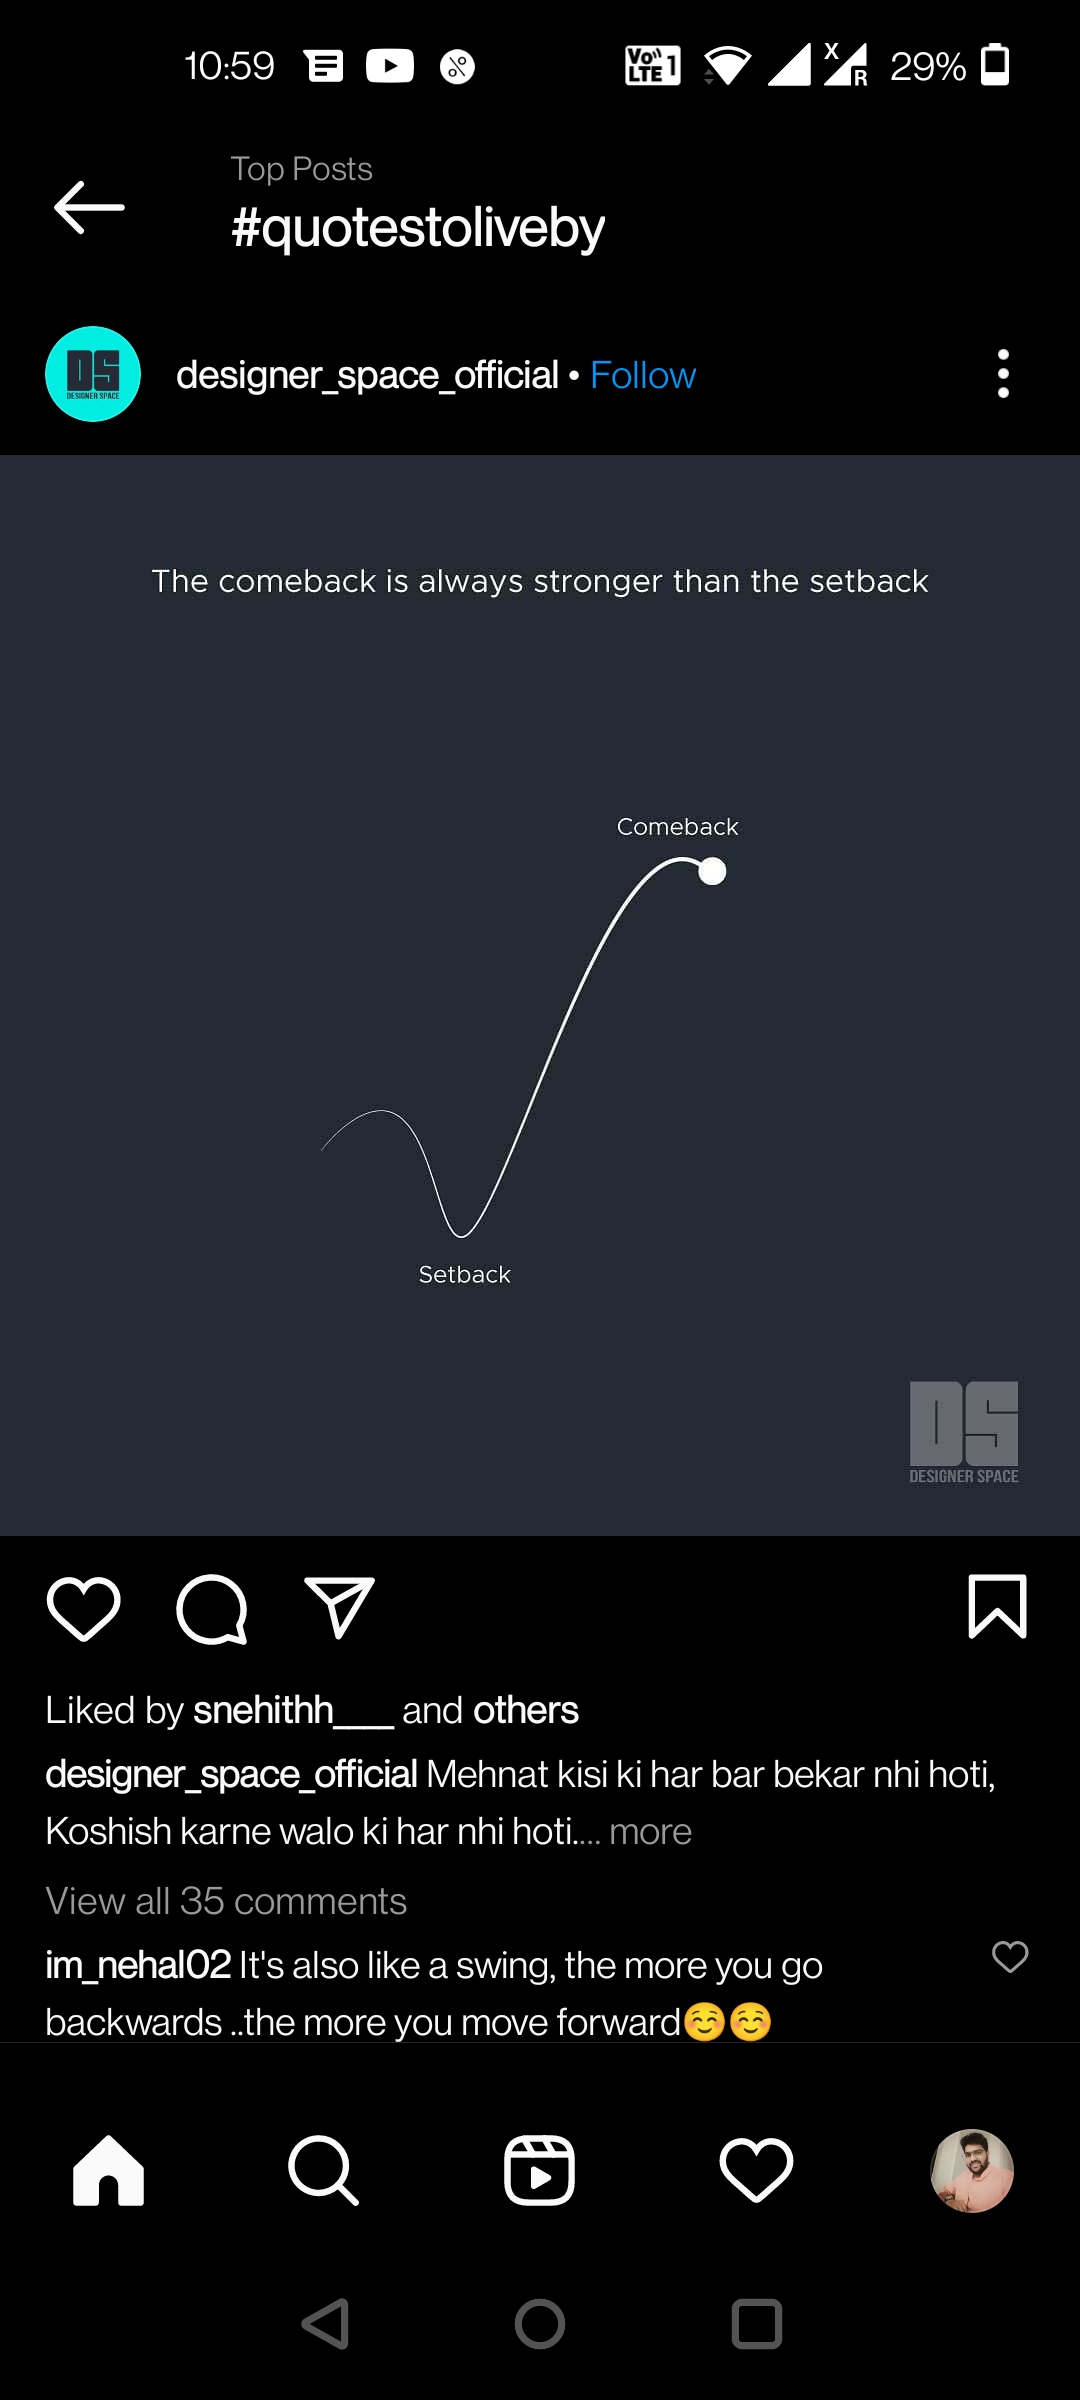 10:59 Vo)) LTE 1 X R 29%
Top Posts
#quotestoliveby
DS
DESIGNER SPACE
designer_space_official • Follow
The comeback is always stronger than the setback
Comeback
Setback
DS
DESIGNER SPACE
Liked by snehithh____ and others
designer_space_official Mehnat kisi ki har bar bekar nhi hoti,
Koshish karne walo ki har nhi hoti.... more
View all 35 comments
im_nehal02 It's also like a swing, the more you go
backwards ..the more you move forward☺️☺️